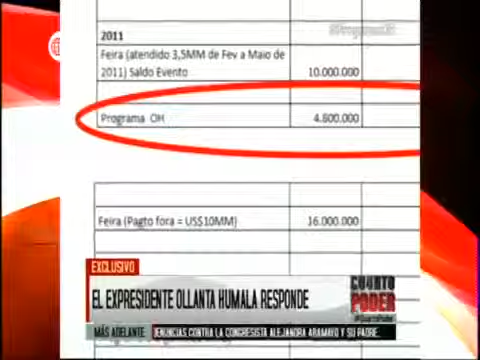 2011
Feira (atendido 3,5MM de Fev a Maio de
2011) Saldo Evento 10.000.000
Programa OH 4.800.000
Feira (Pagto fora = US$10MM) 16.000.000
EXCLUSIVO
EL EXPRESIDENTE OLLANTA HUMALA RESPONDE
CUARTO
PODER
MÁS ADELANTE ENUNCIAS CONTRA LA CONGRESISTA ALEJANDRA ARAMAYO Y SU PADRE.